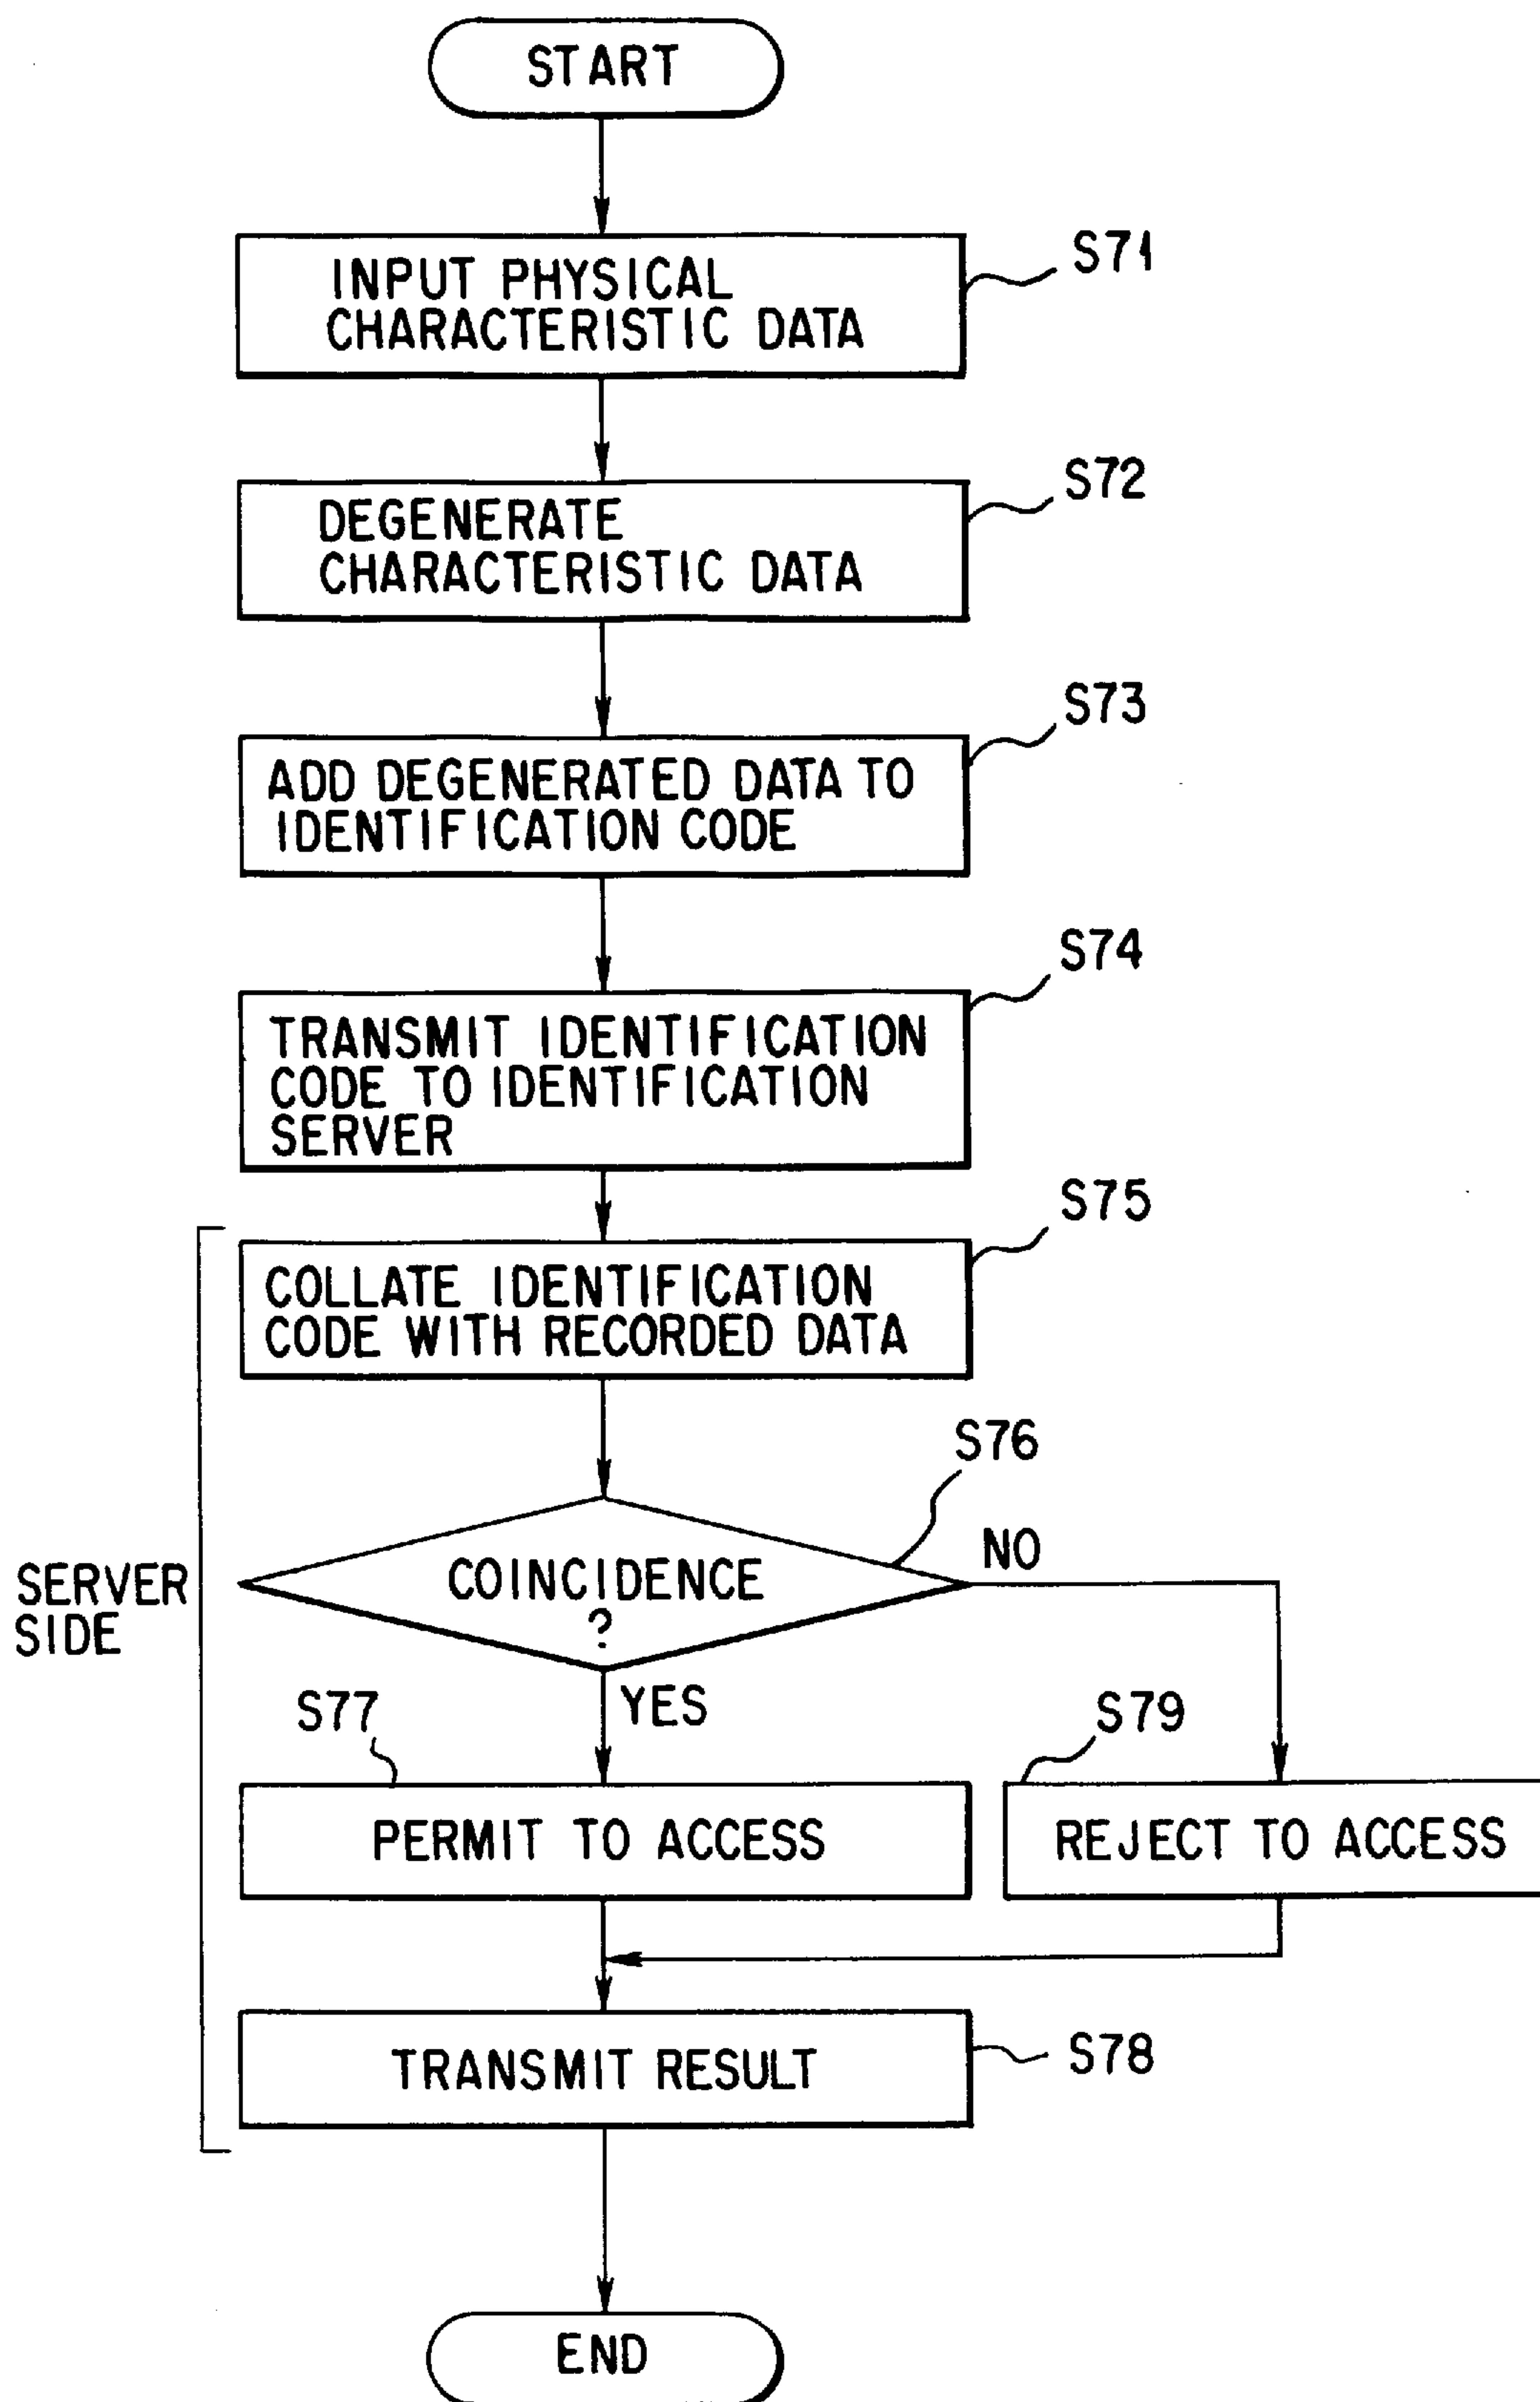 START
S71
INPUT PHYSICAL
CHARACTERISTIC DATA
S72
DEGENERATE
CHARACTERISTIC DATA
S73
ADD DEGENERATED DATA TO
IDENTIFICATION CODE
S74
TRANSMIT IDENTIFICATION
CODE TO IDENTIFICATION
SERVER
S75
COLLATE IDENTIFICATION
CODE WITH RECORDED DATA
S76
NO
COINCIDENCE
?
SERVER
SIDE
YES
S77
S79
PERMIT TO ACCESS
REJECT TO ACCESS
S78
TRANSMIT RESULT
END